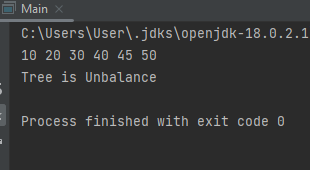 Main
C:\Users\User\.jdks\openjdk-18.0.2.1
10 20 30 40 45 50
Tree is Unbalance
Process finished with exit code 0